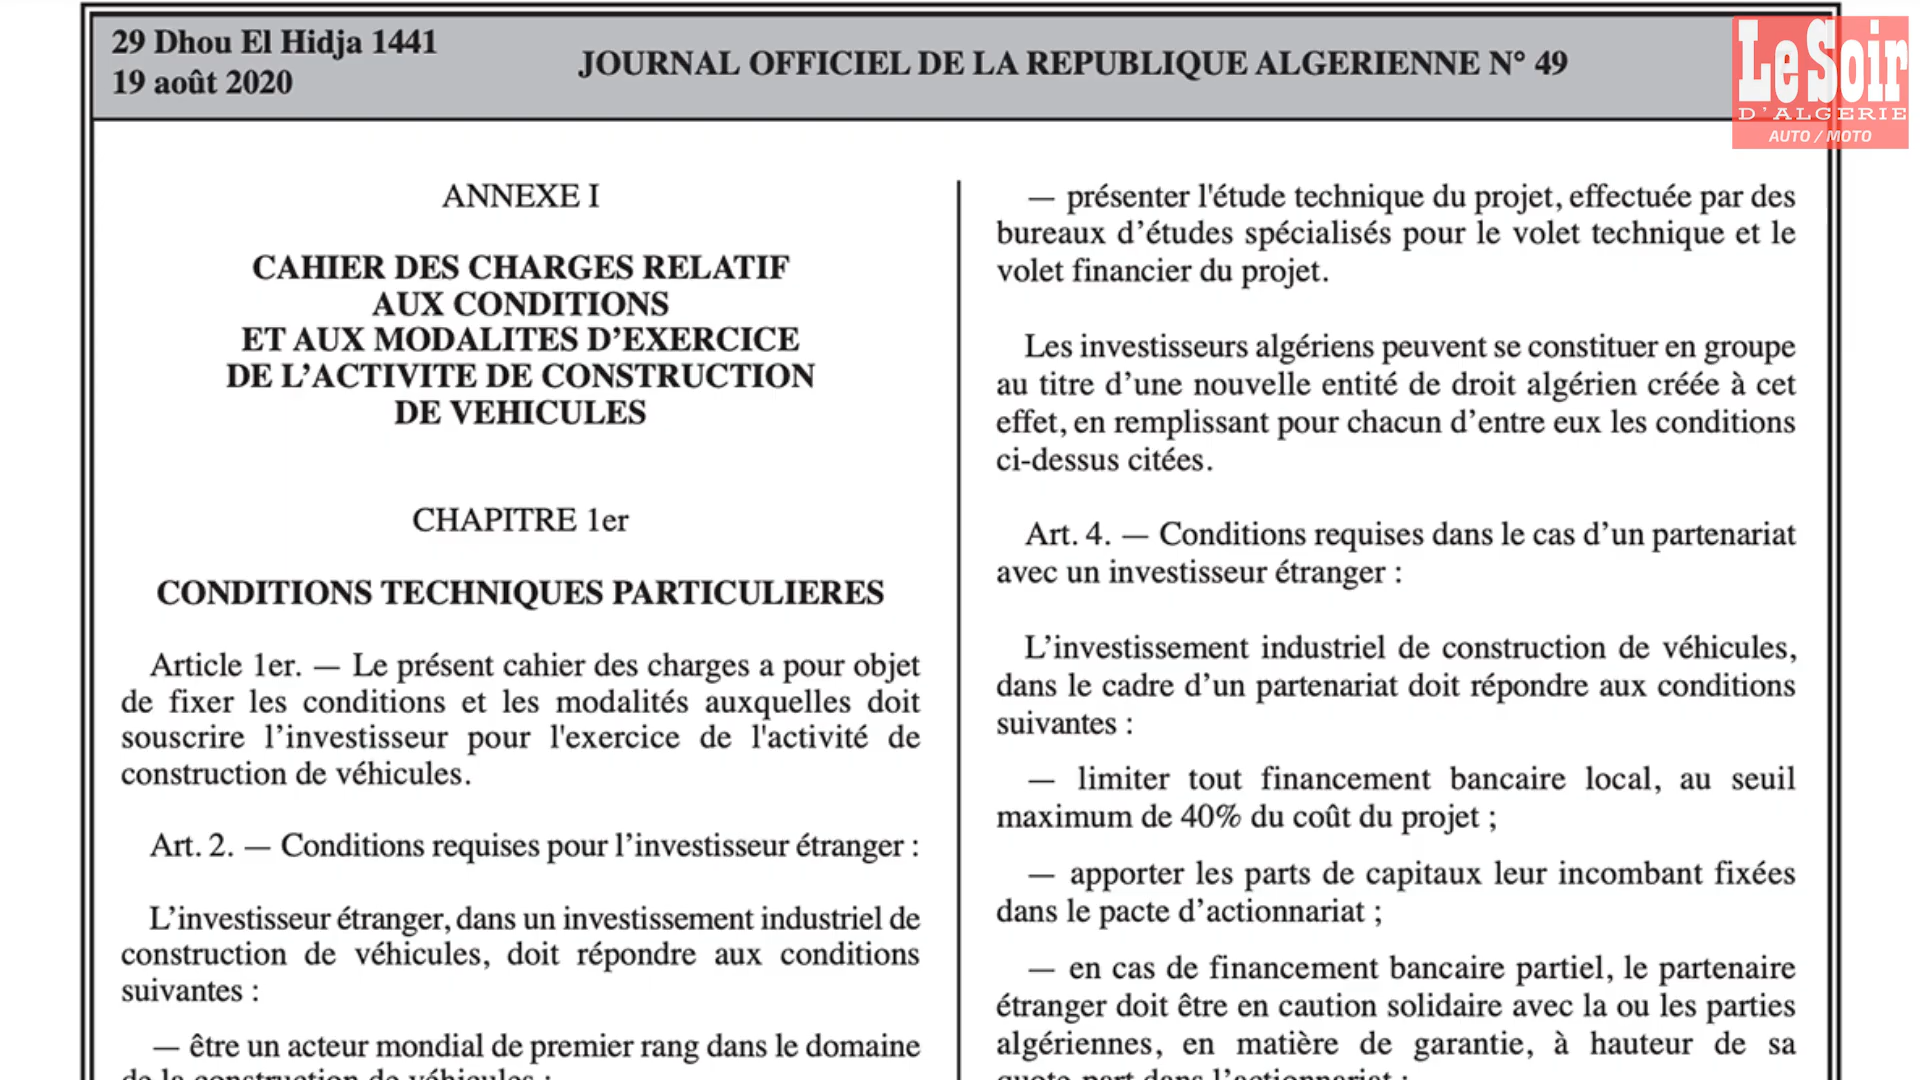 29 Dhou El Hidja 1441
19 août 2020
JOURNAL OFFICIEL DE LA REPUBLIQUE ALGERIENNE N° 49
Le Soir
D'ALGERIE
AUTO / MOTO
ANNEXE I
CAHIER DES CHARGES RELATIF
AUX CONDITIONS
ET AUX MODALITES D’EXERCICE
DE L’ACTIVITE DE CONSTRUCTION
DE VEHICULES
CHAPITRE 1er
CONDITIONS TECHNIQUES PARTICULIERES
Article 1er. — Le présent cahier des charges a pour objet
de fixer les conditions et les modalités auxquelles doit
souscrire l’investisseur pour l'exercice de l'activité de
construction de véhicules.
Art. 2. — Conditions requises pour l’investisseur étranger :
L’investisseur étranger, dans un investissement industriel de
construction de véhicules, doit répondre aux conditions
suivantes :
— être un acteur mondial de premier rang dans le domaine
de la construction de véhicules ;
— présenter l'étude technique du projet, effectuée par des
bureaux d’études spécialisés pour le volet technique et le
volet financier du projet.
Les investisseurs algériens peuvent se constituer en groupe
au titre d’une nouvelle entité de droit algérien créée à cet
effet, en remplissant pour chacun d’entre eux les conditions
ci-dessus citées.
Art. 4. — Conditions requises dans le cas d’un partenariat
avec un investisseur étranger :
L’investissement industriel de construction de véhicules,
dans le cadre d’un partenariat doit répondre aux conditions
suivantes :
— limiter tout financement bancaire local, au seuil
maximum de 40% du coût du projet ;
— apporter les parts de capitaux leur incombant fixées
dans le pacte d’actionnariat ;
— en cas de financement bancaire partiel, le partenaire
étranger doit être en caution solidaire avec la ou les parties
algériennes, en matière de garantie, à hauteur de sa
quote-part dans l’actionnariat ;